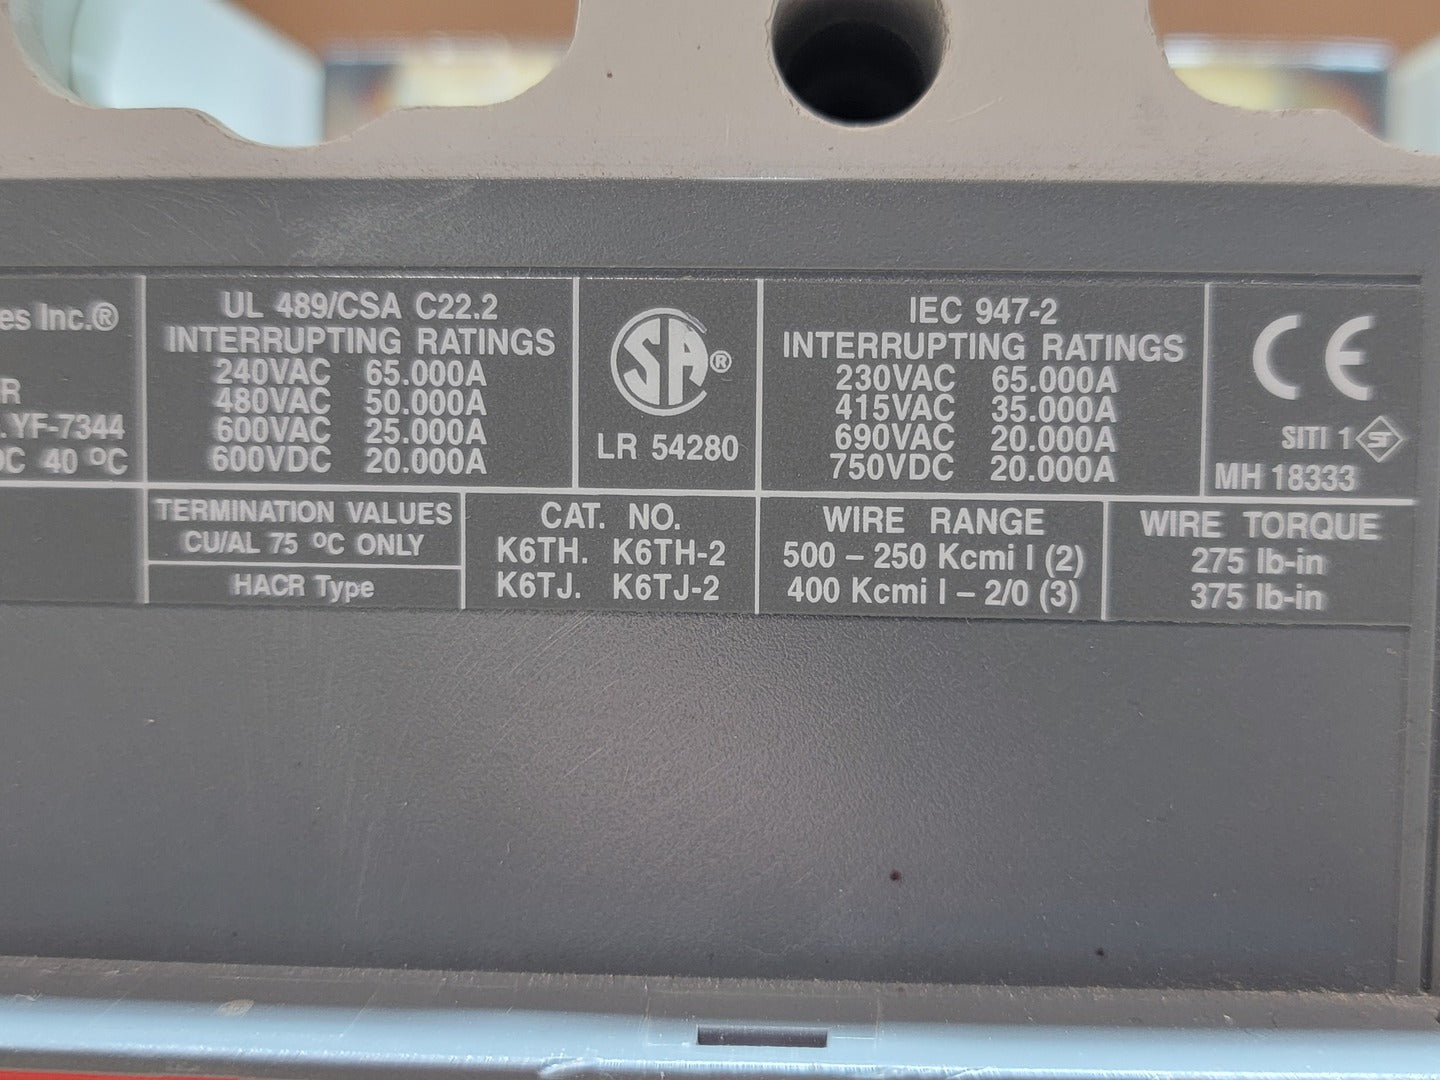 es Inc.®
R
.YF-7344
DC 40 °C
UL 489/CSA C22.2
INTERRUPTING RATINGS
240VAC 65.000A
480VAC 50.000A
600VAC 25.000A
600VDC 20.000A
SA®
LR 54280
IEC 947-2
INTERRUPTING RATINGS
230VAC 65.000A
415VAC 35.000A
690VAC 20.000A
750VDC 20.000A
CE
SITI 1
MH 18333
TERMINATION VALUES
CU/AL 75 °C ONLY
HACR Type
CAT. NO.
K6TH. K6TH-2
K6TJ. K6TJ-2
WIRE RANGE
500 – 250 Kcmi l (2)
400 Kcmi l – 2/0 (3)
WIRE TORQUE
275 lb-in
375 lb-in